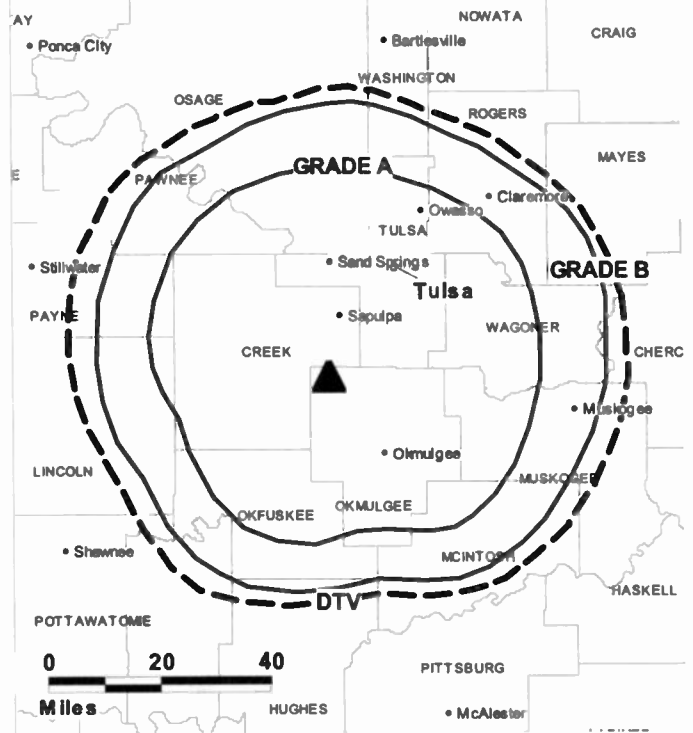 AY
NOWATA
Ponca City
Bartlesville
CRAIG
WASHINGTON
OSAGE
ROGERS
MAYES
GRADE A
E
PAWNEE
Claremore
Owasso
TULSA
Sand Springs
Stillwater
GRADE B
Tulsa
PAYNE
Sapulpa
WAGONER
CREEK
CHERC
Muskogee
Okmulgee
LINCOLN
MUSKOGEE
OKMULGEE
OKFUSKEE
Shawnee
MCINTOSH
HASKELL
DTV
POTTAWATOMIE
0 20 40
PITTSBURG
Miles
HUGHES
McAlester